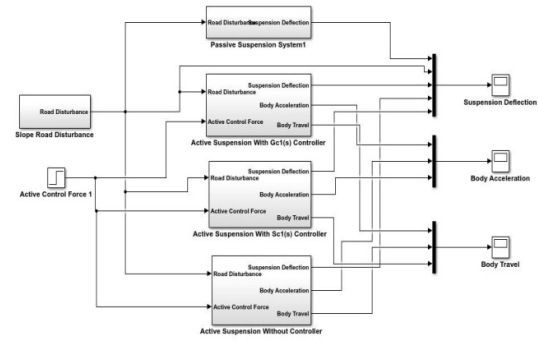 Road Disturbance Suspension Deflection
Passive Suspension System1
Suspension Deflection
Road Disturbance
Body Acceleration
Active Control Force
Body Travel
Active Suspension With Gc1(s) Controller
Road Disturbance
Slope Road Disturbance
Suspension Deflection
Road Disturbance
Body Acceleration
Active Control Force
Body Travel
Active Suspension With Sc1(s) Controller
Active Control Force 1
Suspension Deflection
Road Disturbance
Body Acceleration
Active Control Force
Body Travel
Active Suspension Without Controller
Suspension Deflection
Body Acceleration
Body Travel